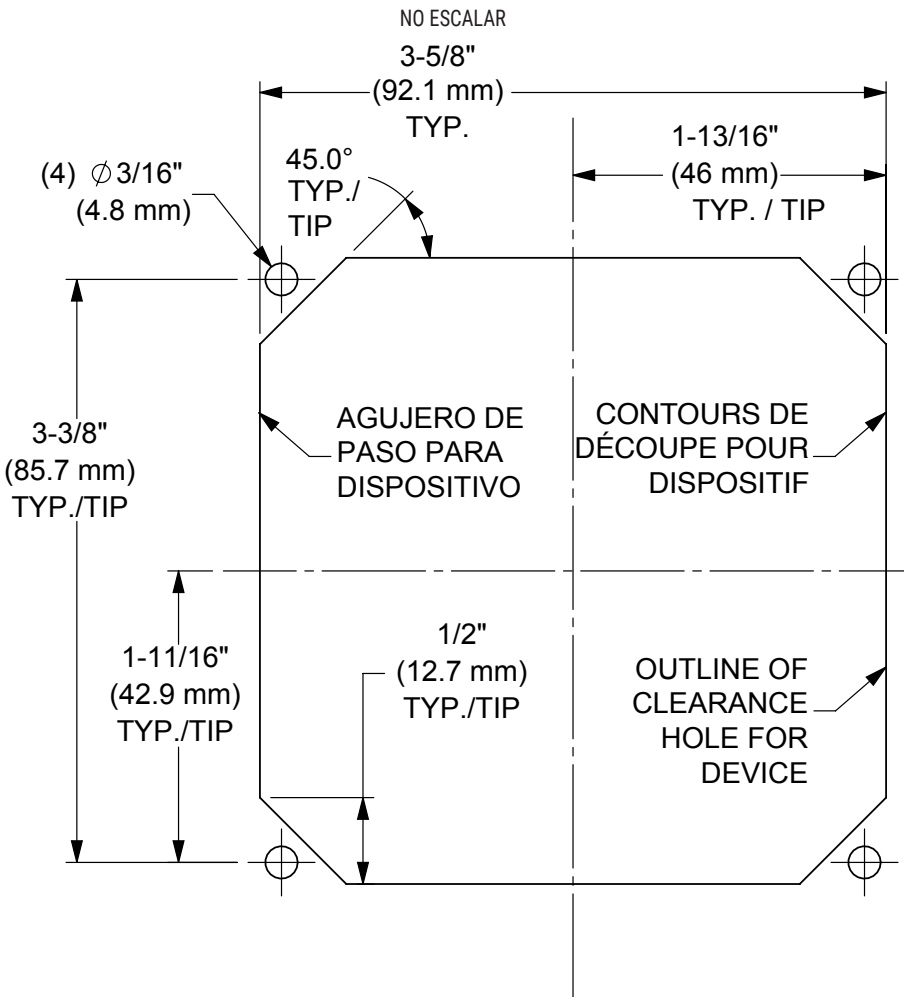 NO ESCALAR
3-5/8"
(92.1 mm)
TYP.
1-13/16"
(46 mm)
TYP. / TIP
45.0°
TYP./
TIP
(4) ∅3/16"
(4.8 mm)
3-3/8"
(85.7 mm)
TYP./TIP
AGUJERO DE
PASO PARA
DISPOSITIVO
CONTOURS DE
DÉCOUPE POUR
DISPOSITIF
1-11/16"
(42.9 mm)
TYP./TIP
1/2"
(12.7 mm)
TYP./TIP
OUTLINE OF
CLEARANCE
HOLE FOR
DEVICE